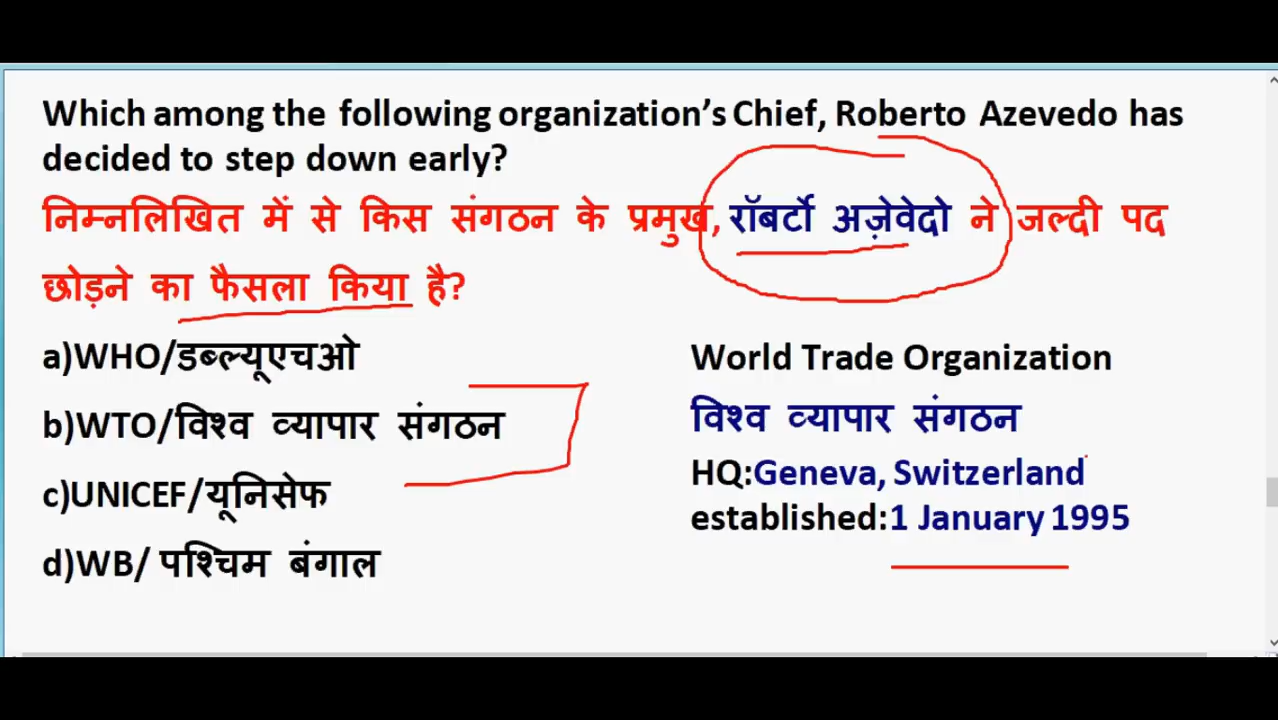 Which among the following organization’s Chief, Roberto Azevedo has
decided to step down early?
निम्नलिखित में से किस संगठन के प्रमुख, रॉबर्टो अज़ेवेदो ने जल्दी पद
छोड़ने का फैसला किया है?
a)WHO/डब्ल्यूएचओ
b)WTO/विश्व व्यापार संगठन
c)UNICEF/यूनिसेफ
d)WB/ पश्चिम बंगाल
World Trade Organization
विश्व व्यापार संगठन
HQ:Geneva, Switzerland
established:1 January 1995